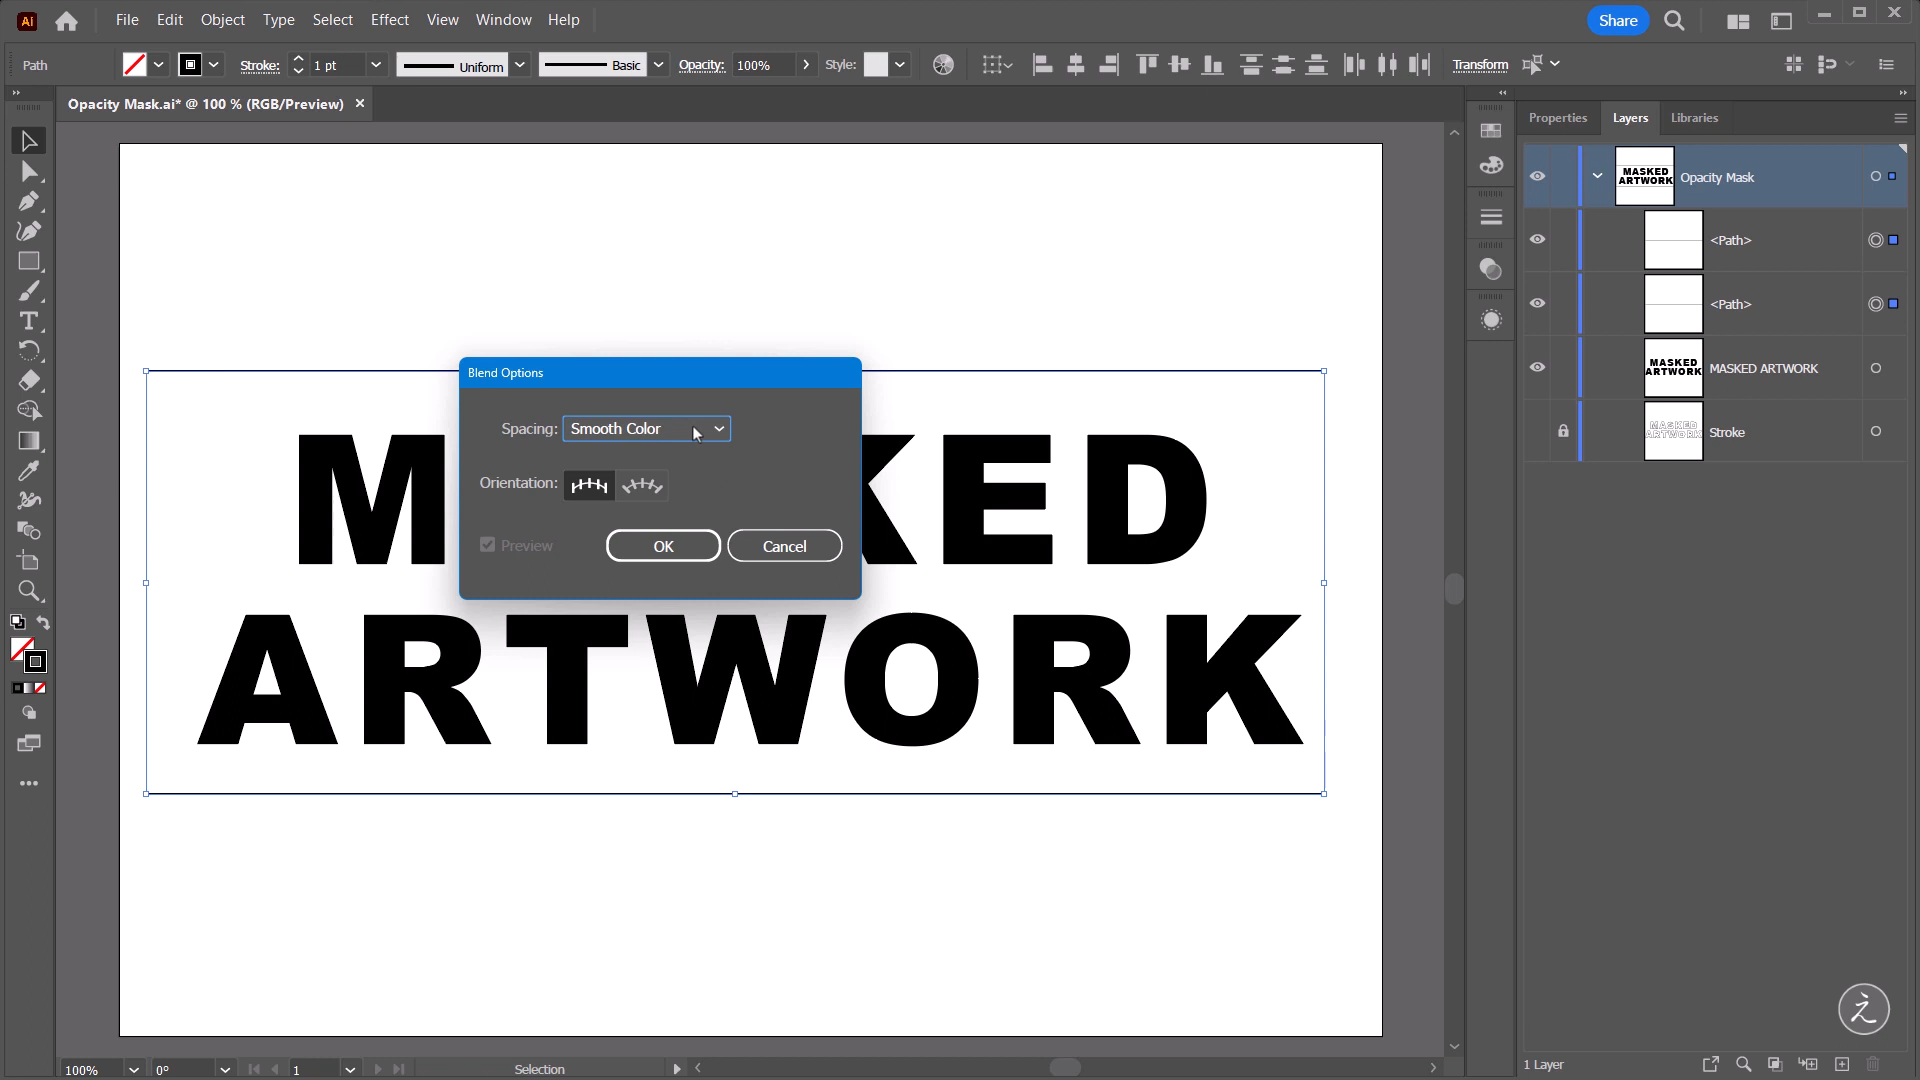 Ai File Edit Object Type Select Effect View Window Help Share
Path Stroke: 1 pt Uniform Basic Opacity: 100% Style: Transform
Opacity Mask.ai* @ 100 % (RGB/Preview)
Properties Layers Libraries
MASKED
ARTWORK
Opacity Mask
<Path>
<Path>
MASKED
ARTWORK
MASKED ARTWORK
MASKED
ARTWORK
Stroke
Blend Options
Spacing: Smooth Color
Orientation:
Preview OK Cancel
M KED
ARTWORK
T
100% 0° 1 Selection
1 Layer